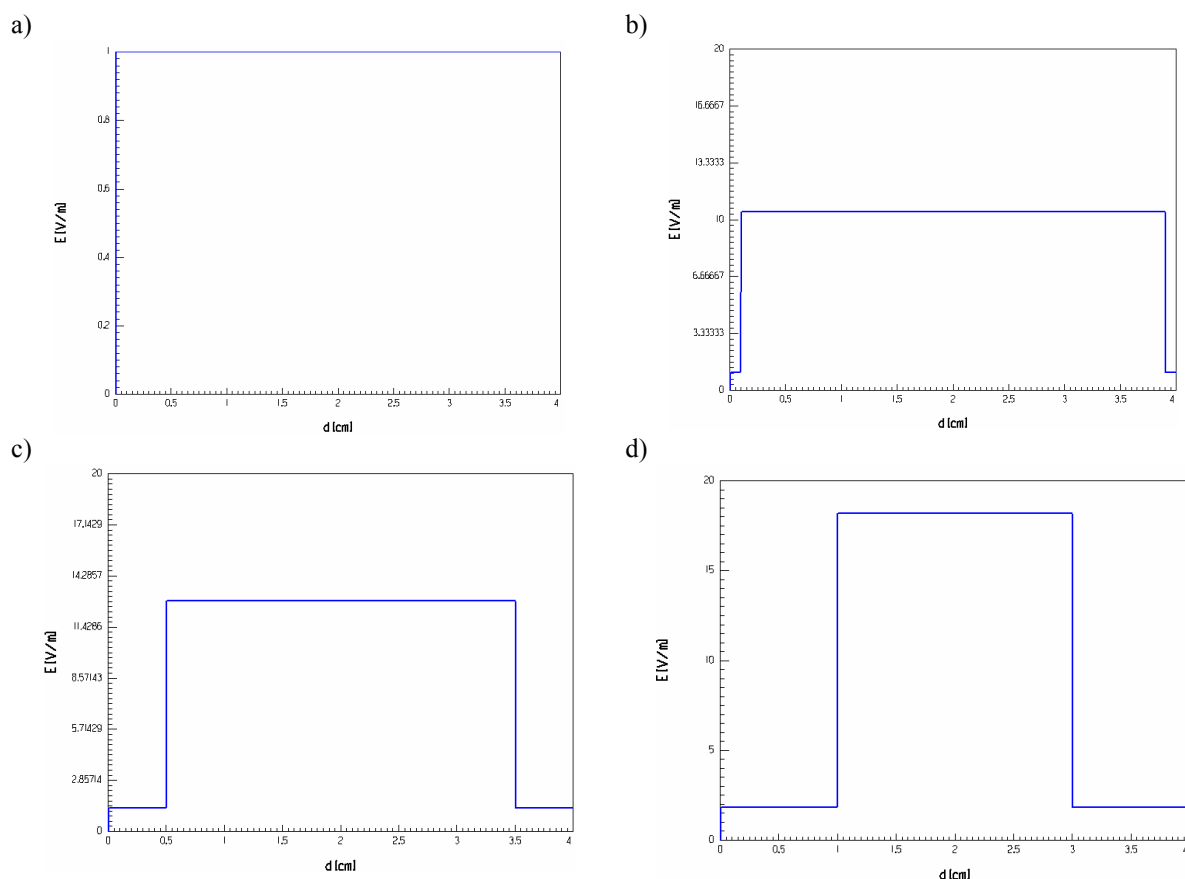 a)
1
0.8
0.6
0.4
0.2
0
E [V/m]
0 0.5 1 1.5 2 2.5 3 3.5 4
d [cm]
b)
20
16.6667
13.3333
10
6.66667
3.33333
0
E [V/m]
0 0.5 1 1.5 2 2.5 3 3.5 4
d [cm]
c)
20
17.1429
14.2857
11.4286
8.57143
5.71429
2.85714
0
E [V/m]
0 0.5 1 1.5 2 2.5 3 3.5 4
d [cm]
d)
20
15
10
5
0
E [V/m]
0 0.5 1 1.5 2 2.5 3 3.5 4
d [cm]